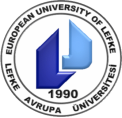 EUROPEAN UNIVERSITY OF LEFKE
1990
LEFKE AVRUPA ÜNİVERSİTESİ